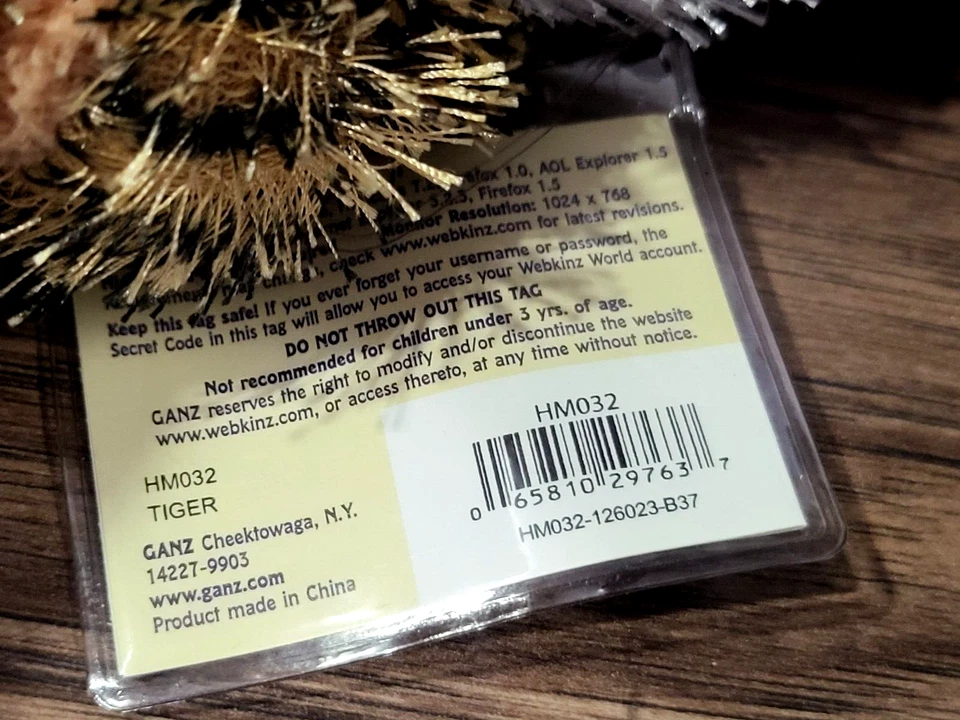 1.0, AOL Explorer 1.5
Firefox 1.5
Monitor Resolution: 1024 x 768
check www.webkinz.com for latest revisions.
Keep this tag safe! If you ever forget your username or password, the
Secret Code in this tag will allow you to access your Webkinz World account.
DO NOT THROW OUT THIS TAG
Not recommended for children under 3 yrs. of age.
GANZ reserves the right to modify and/or discontinue the website
www.webkinz.com, or access thereto, at any time without notice.
HM032
TIGER
GANZ Cheektowaga, N.Y.
14227-9903
www.ganz.com
Product made in China
HM032
0 65810 29763 7
HM032-126023-B37